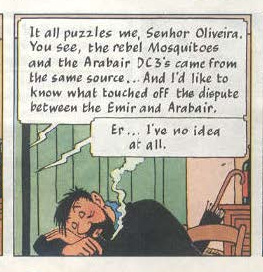 It all puzzles me, Senhor Oliveira.
You see, the rebel Mosquitoes
and the Arabair DC3's came from
the same source... And I'd like to
know what touched off the dispute
between the Emir and Arabair.
Er... I've no idea
at all.